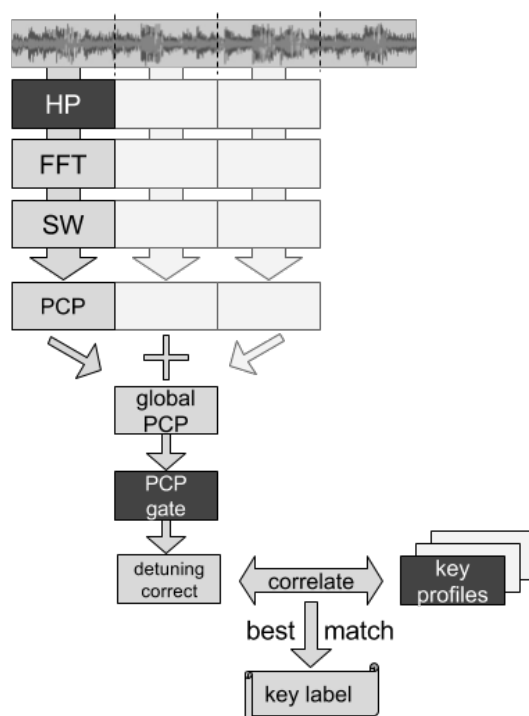 HP
FFT
SW
PCP
global
PCP
PCP
gate
detuning
correct
correlate
key
profiles
best match
key label